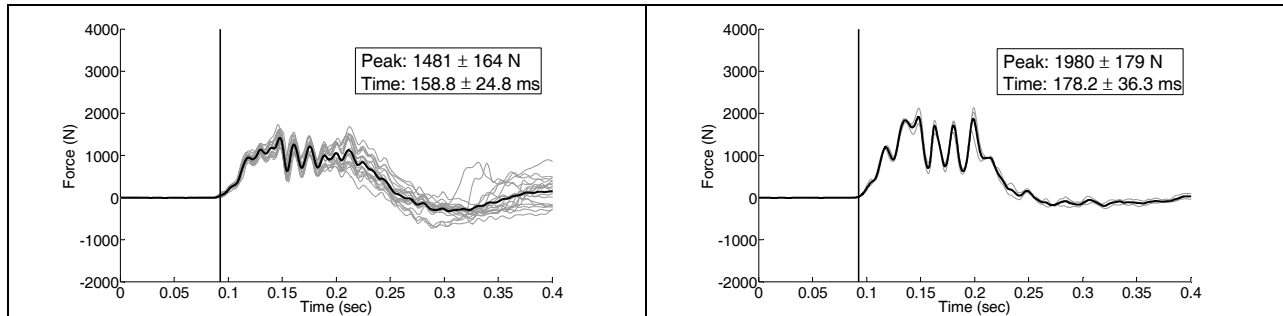 4000
3000
2000
1000
0
-1000
-2000
Force (N)
Peak: 1481 ± 164 N
Time: 158.8 ± 24.8 ms
0 0.05 0.1 0.15 0.2 0.25 0.3 0.35 0.4
Time (sec)
4000
3000
2000
1000
0
-1000
-2000
Force (N)
Peak: 1980 ± 179 N
Time: 178.2 ± 36.3 ms
0 0.05 0.1 0.15 0.2 0.25 0.3 0.35 0.4
Time (sec)